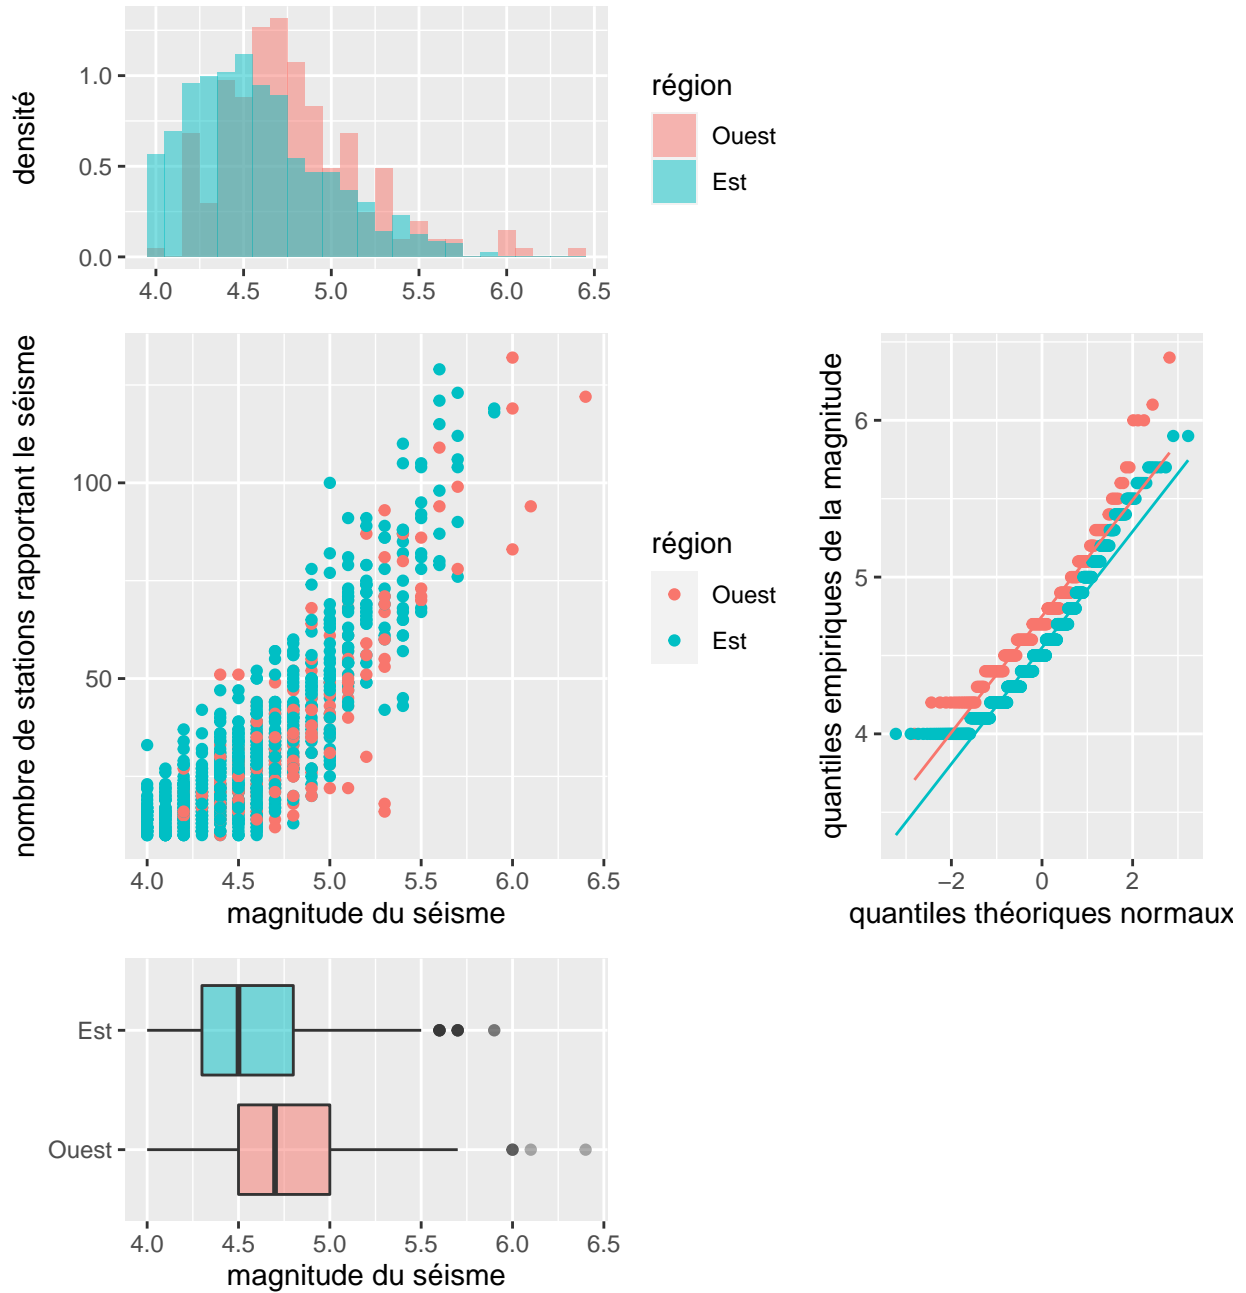 densité
1.0
0.5
0.0
4.0 4.5 5.0 5.5 6.0 6.5
région
Ouest
Est
nombre de stations rapportant le séisme
100
50
4.0 4.5 5.0 5.5 6.0 6.5
magnitude du séisme
région
Ouest
Est
quantiles empiriques de la magnitude
6
5
4
−2 0 2
quantiles théoriques normaux
Est
Ouest
4.0 4.5 5.0 5.5 6.0 6.5
magnitude du séisme